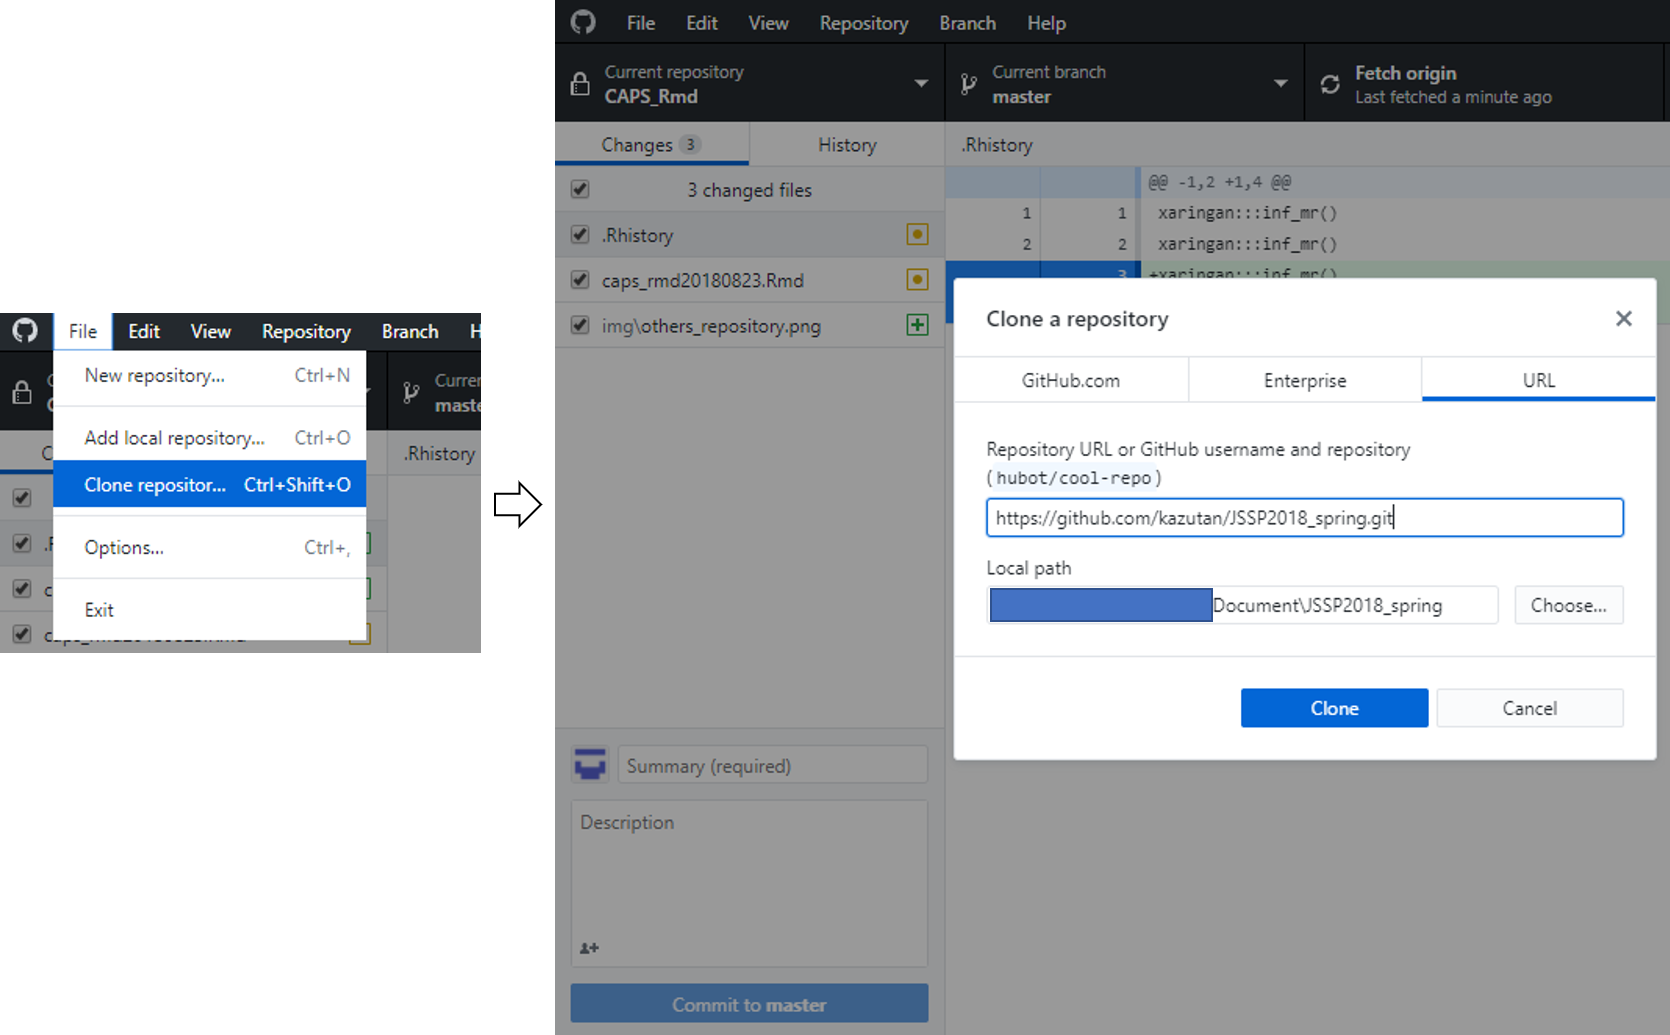 File Edit View Repository Branch
New repository... Ctrl+N
Add local repository... Ctrl+O
Clone repositor... Ctrl+Shift+O
Options... Ctrl+,
Exit
.Rhistory
File Edit View Repository Branch Help
Current repository
CAPS_Rmd
Current branch
master
Fetch origin
Last fetched a minute ago
Changes 3
History
.Rhistory
3 changed files
.Rhistory
caps_rmd20180823.Rmd
img\others_repository.png
@@ -1,2 +1,4 @@
1 1 xaringan:::inf_mr()
2 2 xaringan:::inf_mr()
3 +xaringan:::inf_mr()
Clone a repository
GitHub.com Enterprise URL
Repository URL or GitHub username and repository
(hubot/cool-repo)
https://github.com/kazutan/JSSP2018_spring.git
Local path
Document\JSSP2018_spring
Choose...
Clone Cancel
Summary (required)
Description
Commit to master